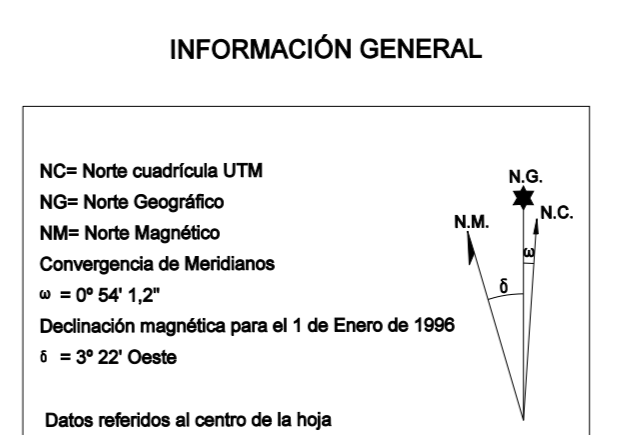 INFORMACIÓN GENERAL
NC= Norte cuadrícula UTM
NG= Norte Geográfico
NM= Norte Magnético
Convergencia de Meridianos
ω = 0º 54' 1,2"
Declinación magnética para el 1 de Enero de 1996
δ = 3º 22' Oeste
Datos referidos al centro de la hoja
N.G.
N.M.
N.C.
ω
δ